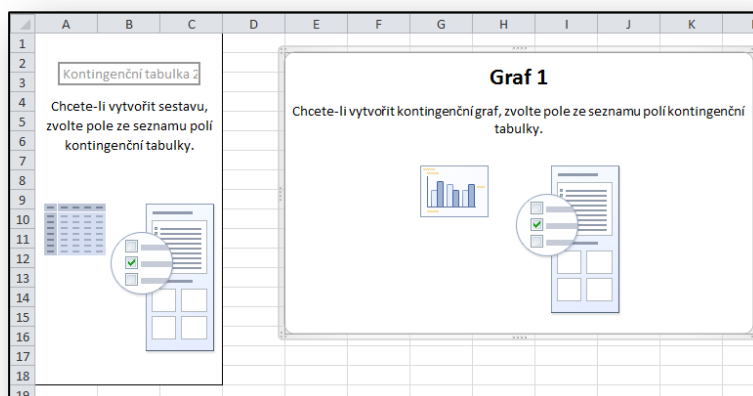 A B C D E F G H I J K
1
2
3
4
5
6
7
8
9
10
11
12
13
14
15
16
17
18
19
Kontingenční tabulka 2
Chcete-li vytvořit sestavu,
zvolte pole ze seznamu polí
kontingenční tabulky.
Graf 1
Chcete-li vytvořit kontingenční graf, zvolte pole ze seznamu polí kontingenční
tabulky.